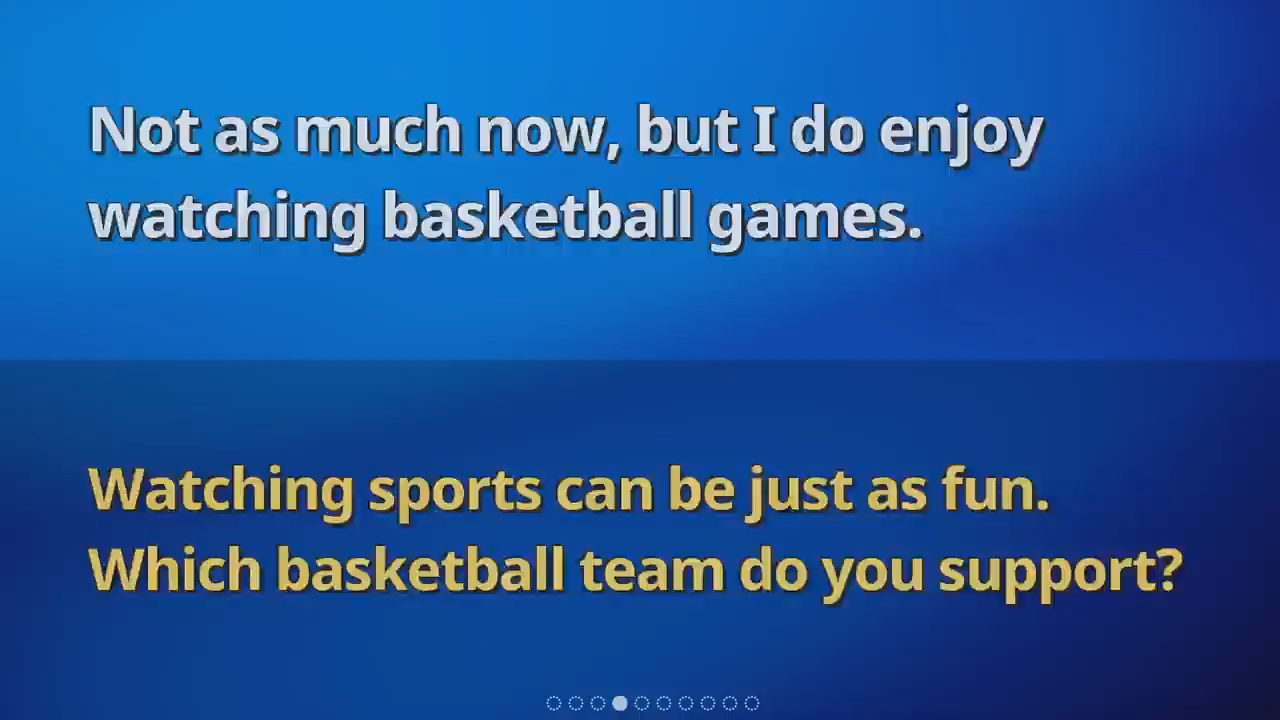 Not as much now, but I do enjoy
watching basketball games.
Watching sports can be just as fun.
Which basketball team do you support?